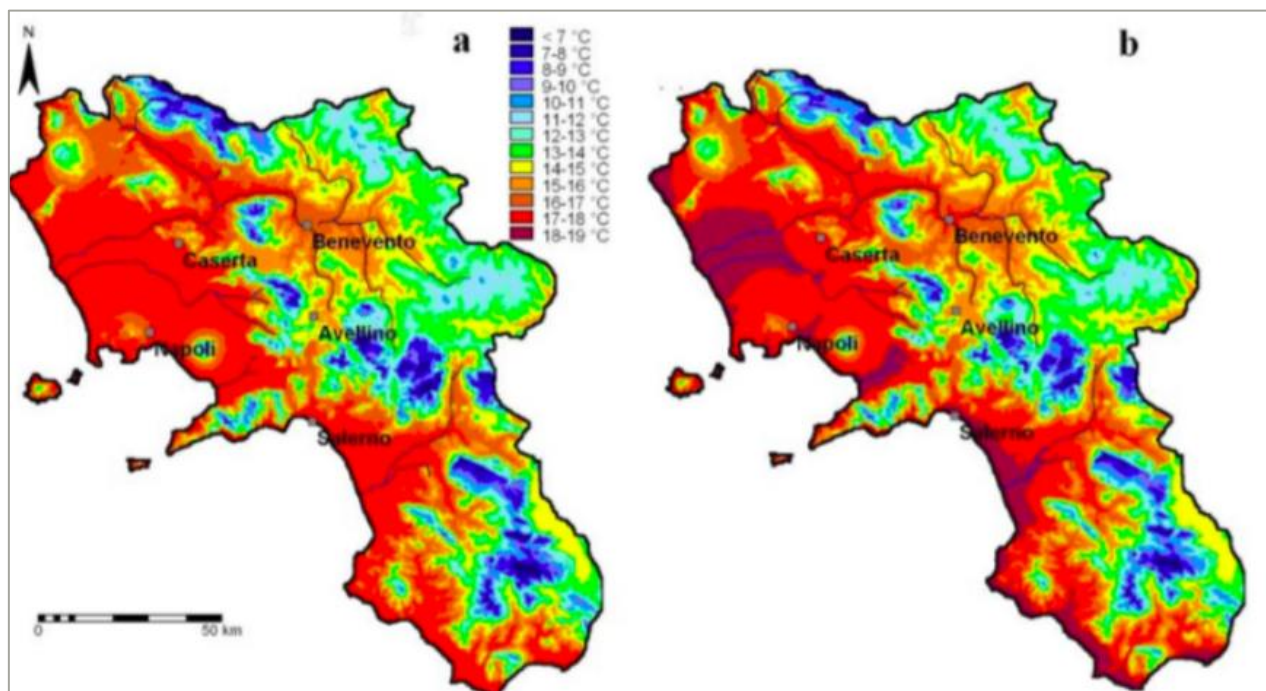 N
a
b
< 7 °C
7-8 °C
8-9 °C
9-10 °C
10-11 °C
11-12 °C
12-13 °C
13-14 °C
14-15 °C
15-16 °C
16-17 °C
17-18 °C
18-19 °C
Benevento
Caserta
Avellino
Napoli
Salerno
Benevento
Caserta
Avellino
Napoli
Salerno
0
50 km